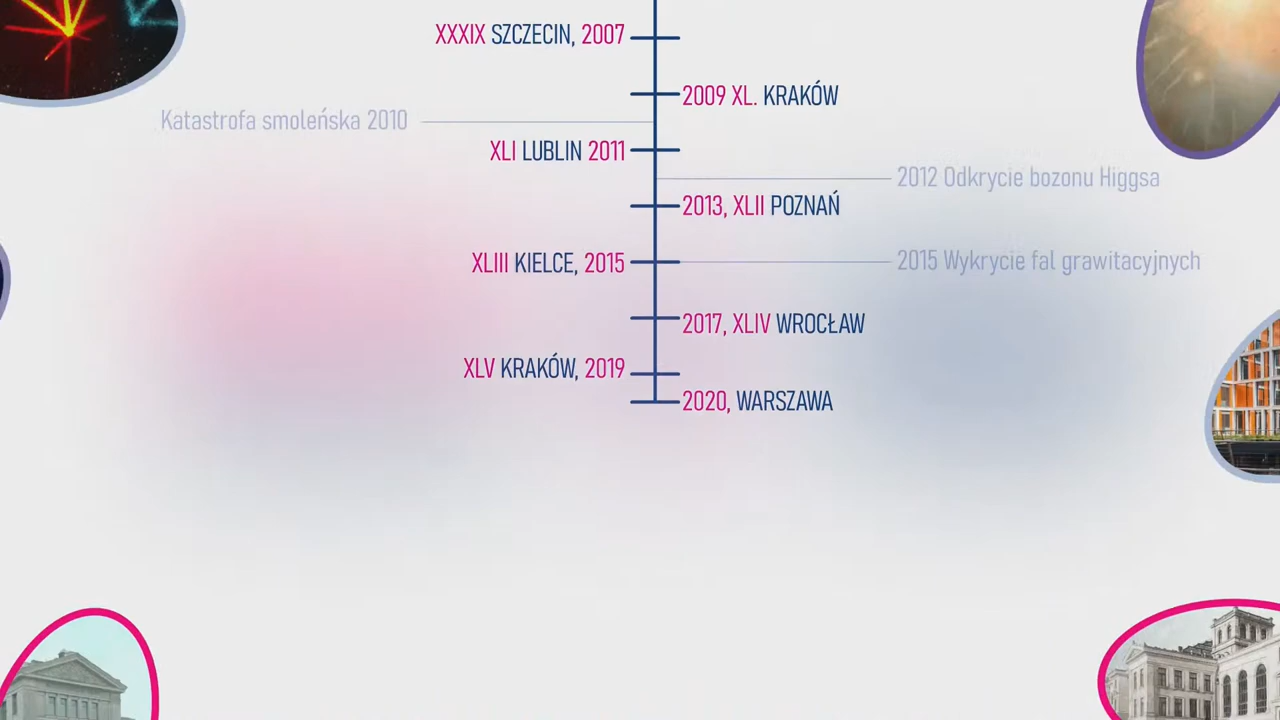 XXXIX SZCZECIN, 2007
2009 XL. KRAKÓW
Katastrofa smoleńska 2010
XLI LUBLIN 2011
2012 Odkrycie bozonu Higgsa
2013, XLII POZNAŃ
XLIII KIELCE, 2015
2015 Wykrycie fal grawitacyjnych
2017, XLIV WROCŁAW
XLV KRAKÓW, 2019
2020, WARSZAWA